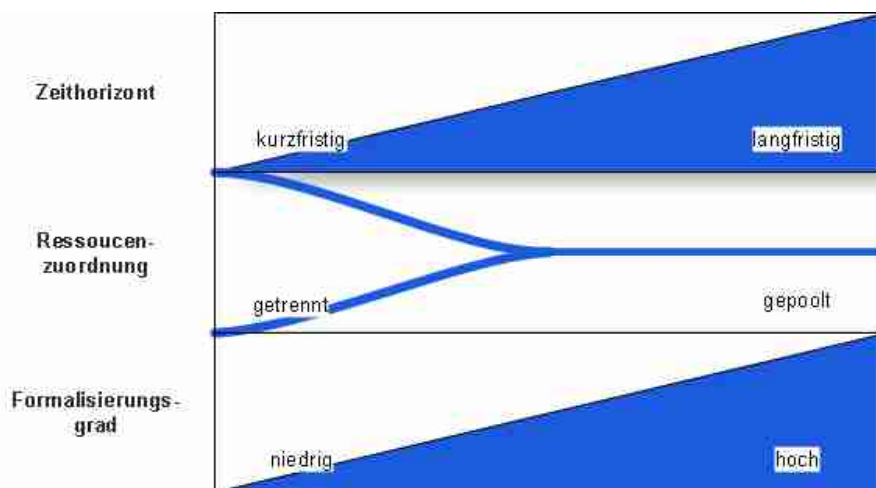 Zeithorizont
kurzfristig
langfristig
Ressoucen-
zuordnung
getrennt
gepoolt
Formalisierungs-
grad
niedrig
hoch